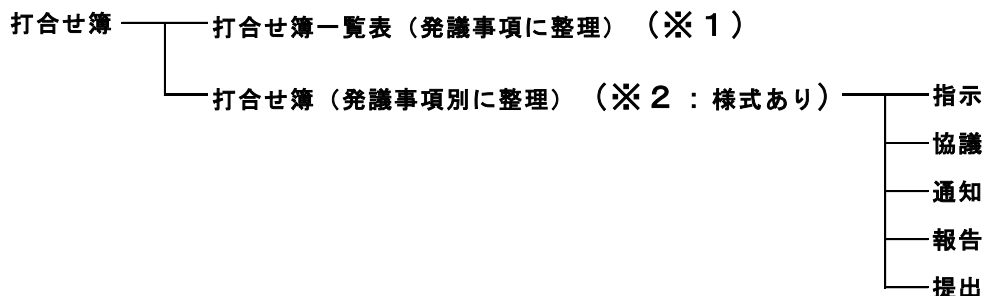 打合せ簿 打合せ簿一覧表（発議事項に整理）（※１）
打合せ簿（発議事項別に整理）（※２：様式あり） 指示
協議
通知
報告
提出